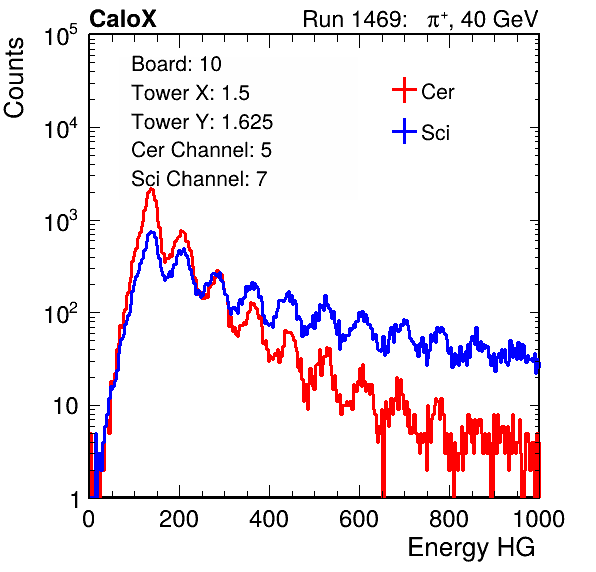 CaloX Run 1469: π⁺, 40 GeV
Counts
Board: 10
Tower X: 1.5
Tower Y: 1.625
Cer Channel: 5
Sci Channel: 7
Cer
Sci
10⁵
10⁴
10³
10²
10
1
0 200 400 600 800 1000
Energy HG